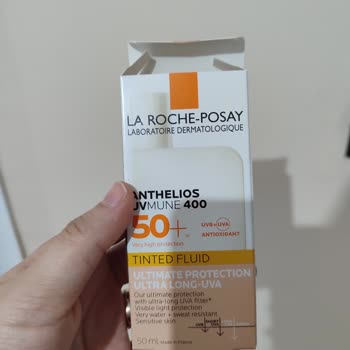 LA ROCHE-POSAY
LABORATOIRE DERMATOLOGIQUE
ANTHELIOS
UVMUNE 400
50+
Very high protection
UVB+UVA
ANTIOXIDANT
TINTED FLUID
ULTIMATE PROTECTION
ULTRA LONG-UVA
Our ultimate protection
with ultra-long UVA filter*
Visible light protection
Very water + sweat resistant
Sensitive skin
50ml Made in France